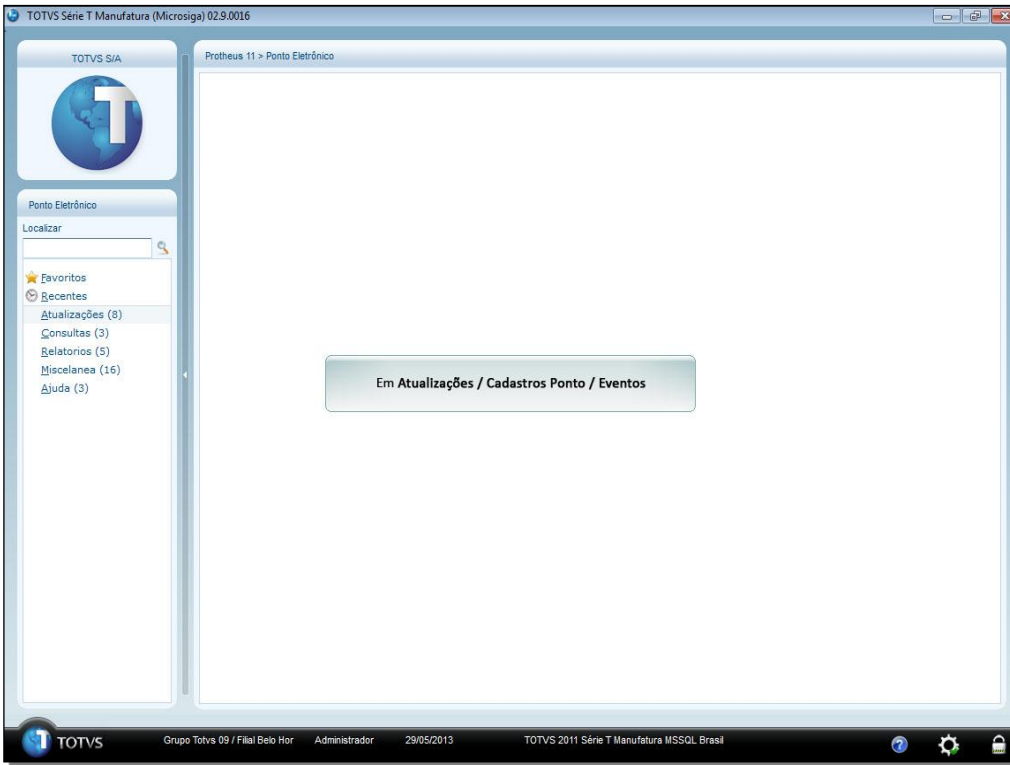 TOTVS Série T Manufatura (Microsiga) 02.9.0016
TOTVS S/A
Protheus 11 > Ponto Eletrônico
T
Ponto Eletrônico
Localizar
Favoritos
Recentes
Atualizações (8)
Consultas (3)
Relatorios (5)
Miscelanea (16)
Ajuda (3)
Em Atualizações / Cadastros Ponto / Eventos
TOTVS
Grupo Totvs 09 / Filial Belo Hor
Administrador
29/05/2013
TOTVS 2011 Série T Manufatura MSSQL Brasil